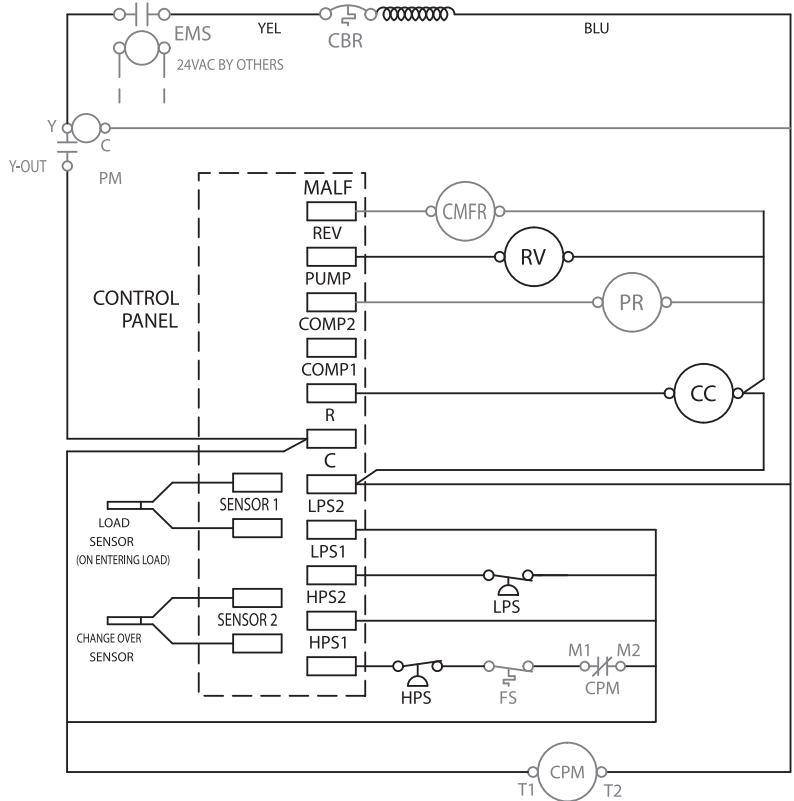 EMS
YEL
CBR
BLU
24VAC BY OTHERS
Y
C
Y-OUT
PM
MALF
CMFR
REV
RV
PUMP
PR
CONTROL
PANEL
COMP2
COMP1
CC
R
C
SENSOR 1
LPS2
LOAD
SENSOR
(ON ENTERING LOAD)
LPS1
LPS
HPS2
SENSOR 2
CHANGE OVER
SENSOR
HPS1
M1
M2
HPS
FS
CPM
CPM
T1
T2